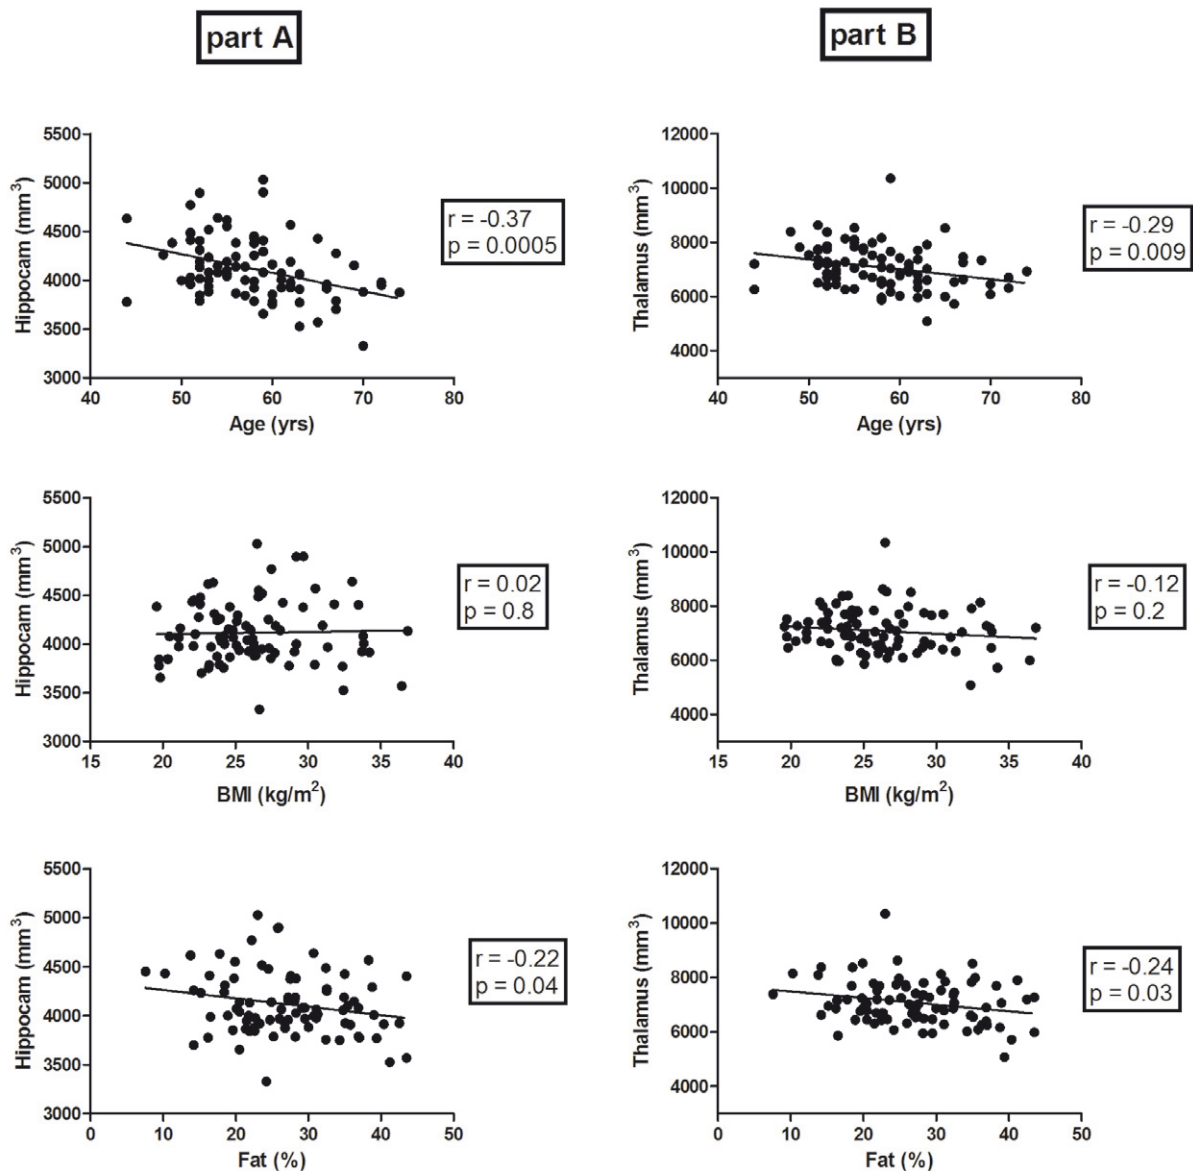 part A
part B
5500
5000
4500
4000
3500
3000
Hippocam (mm³)
40 50 60 70 80
Age (yrs)
r = -0.37
p = 0.0005
12000
10000
8000
6000
4000
Thalamus (mm³)
40 50 60 70 80
Age (yrs)
r = -0.29
p = 0.009
5500
5000
4500
4000
3500
3000
Hippocam (mm³)
15 20 25 30 35 40
BMI (kg/m²)
r = 0.02
p = 0.8
12000
10000
8000
6000
4000
Thalamus (mm³)
15 20 25 30 35 40
BMI (kg/m²)
r = -0.12
p = 0.2
5500
5000
4500
4000
3500
3000
Hippocam (mm³)
0 10 20 30 40 50
Fat (%)
r = -0.22
p = 0.04
12000
10000
8000
6000
4000
Thalamus (mm³)
0 10 20 30 40 50
Fat (%)
r = -0.24
p = 0.03